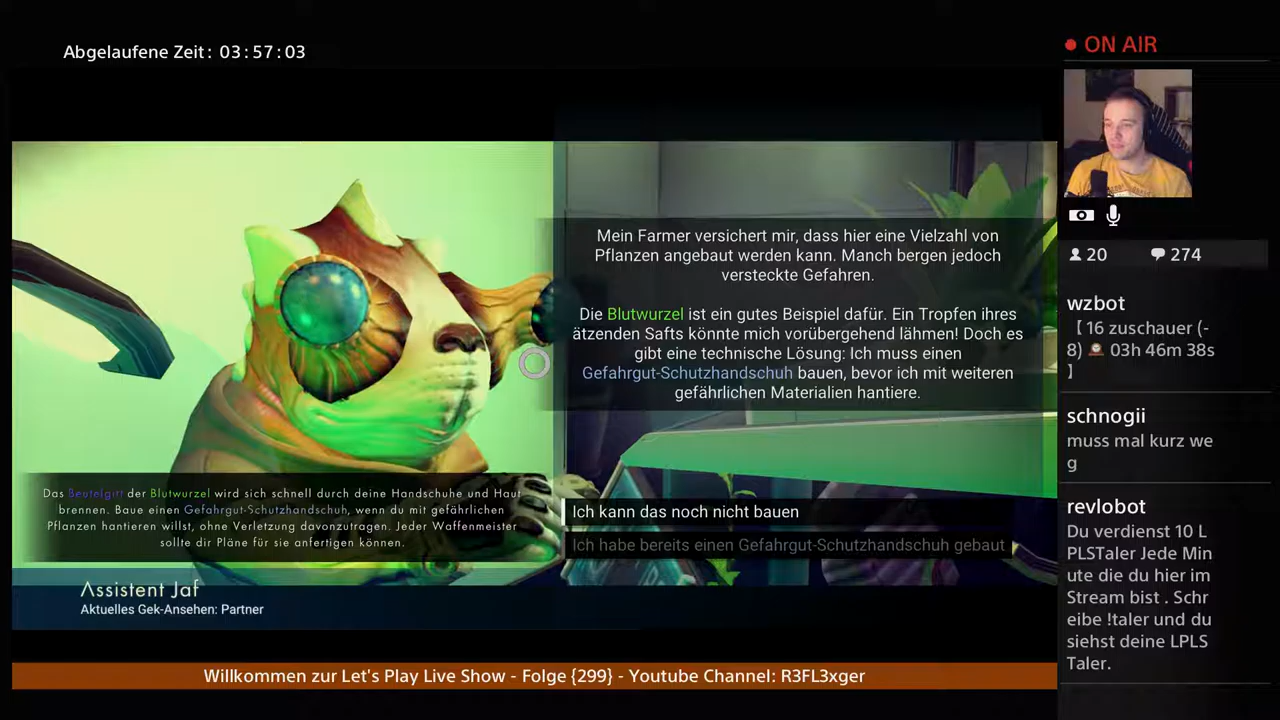 Abgelaufene Zeit: 03:57:03
ON AIR
Mein Farmer versichert mir, dass hier eine Vielzahl von
Pflanzen angebaut werden kann. Manch bergen jedoch
versteckte Gefahren.
Die Blutwurzel ist ein gutes Beispiel dafür. Ein Tropfen ihres
ätzenden Safts könnte mich vorübergehend lähmen! Doch es
gibt eine technische Lösung: Ich muss einen
Gefahrgut-Schutzhandschuh bauen, bevor ich mit weiteren
gefährlichen Materialien hantiere.
Das Beutelgift der Blutwurzel wird sich schnell durch deine Handschuhe und Haut
brennen. Baue einen Gefahrgut-Schutzhandschuh, wenn du mit gefährlichen
Pflanzen hantieren willst, ohne Verletzung davonzutragen. Jeder Waffenmeister
sollte dir Pläne für sie anfertigen können.
Ich kann das noch nicht bauen
Ich habe bereits einen Gefahrgut-Schutzhandschuh gebaut
Assistent Jaf
Aktuelles Gek-Ansehen: Partner
Willkommen zur Let's Play Live Show - Folge {299} - Youtube Channel: R3FL3xger
20 274
wzbot
【 16 zuschauer (-
8) 🕰 03h 46m 38s
】
schnogii
muss mal kurz we
g
revlobot
Du verdienst 10 L
PLSTaler Jede Min
ute die du hier im
Stream bist . Schr
eibe !taler und du
siehst deine LPLS
Taler.